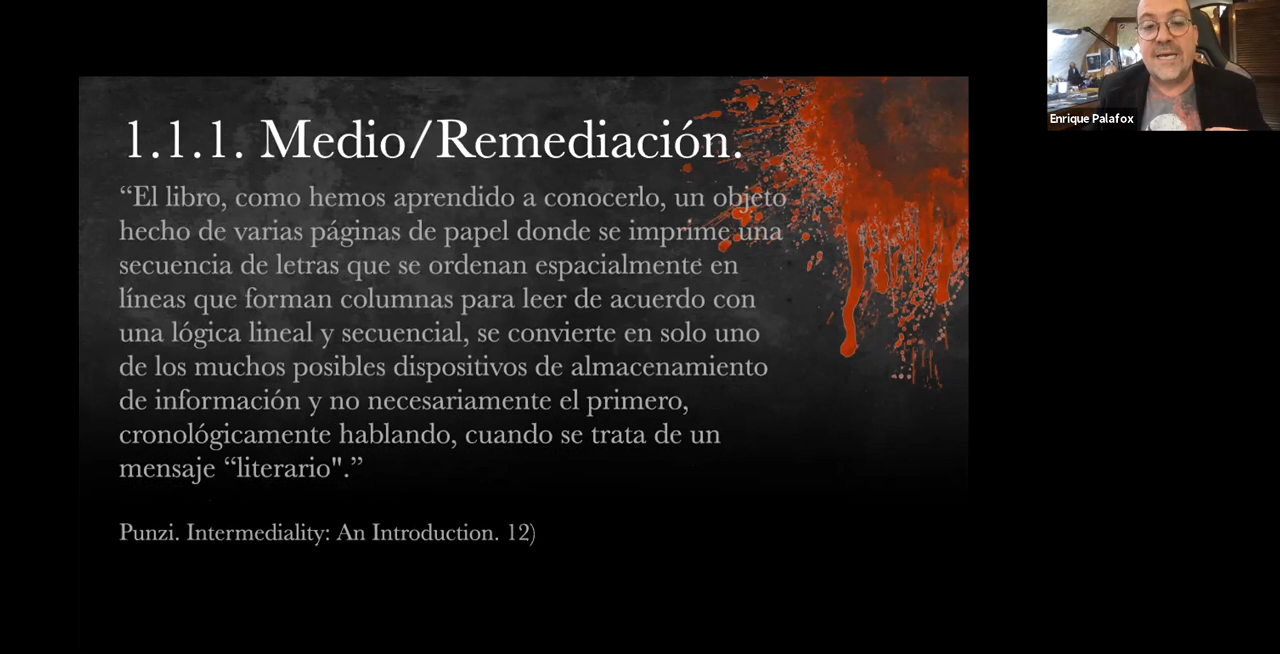 1.1.1. Medio/Remediación.
“El libro, como hemos aprendido a conocerlo, un objeto
hecho de varias páginas de papel donde se imprime una
secuencia de letras que se ordenan espacialmente en
líneas que forman columnas para leer de acuerdo con
una lógica lineal y secuencial, se convierte en solo uno
de los muchos posibles dispositivos de almacenamiento
de información y no necesariamente el primero,
cronológicamente hablando, cuando se trata de un
mensaje “literario".”
Punzi. Intermediality: An Introduction. 12)
Enrique Palafox